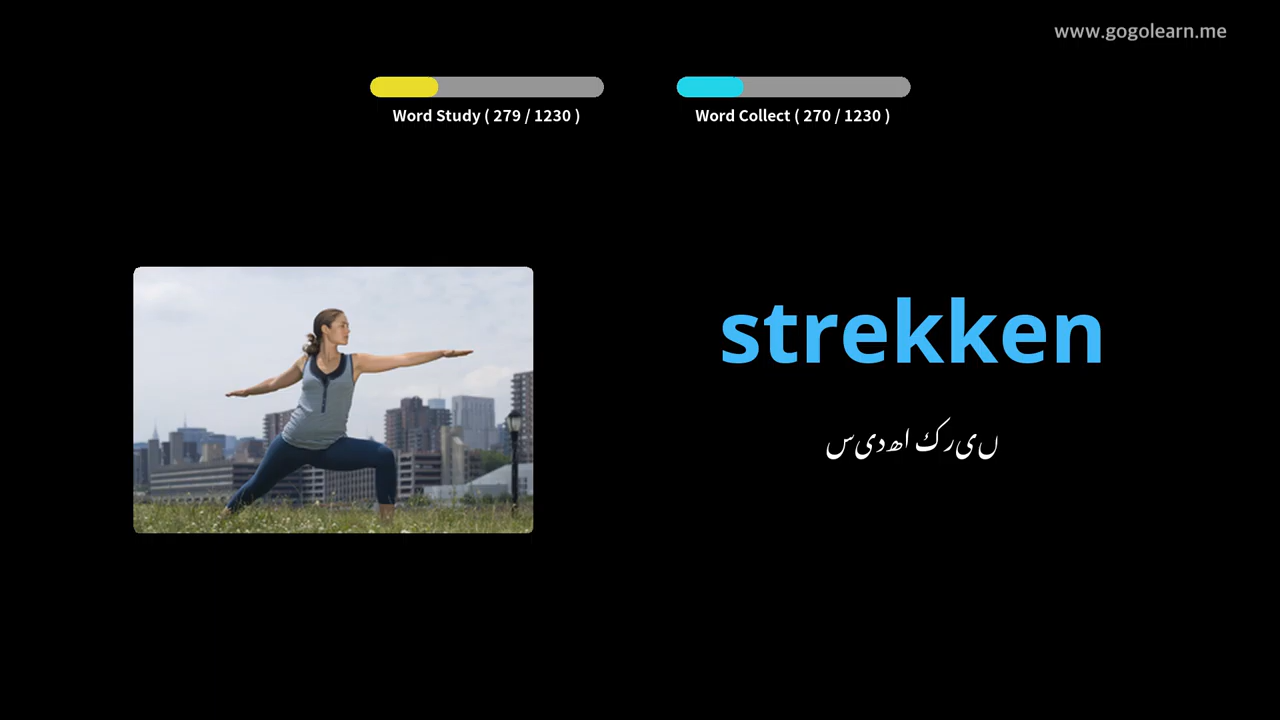 www.gogolearn.me
Word Study ( 279 / 1230 )
Word Collect ( 270 / 1230 )
strekken
سیدھا کریں